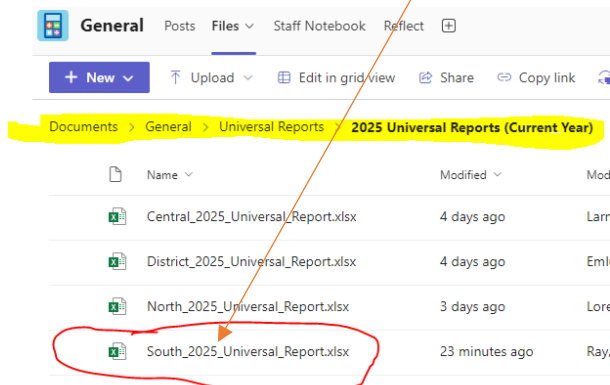 General Posts Files Staff Notebook Reflect
+ New Upload Edit in grid view Share Copy link
Documents > General > Universal Reports > 2025 Universal Reports (Current Year)
Name Modified
Central_2025_Universal_Report.xlsx 4 days ago
District_2025_Universal_Report.xlsx 4 days ago
North_2025_Universal_Report.xlsx 3 days ago
South_2025_Universal_Report.xlsx 23 minutes ago